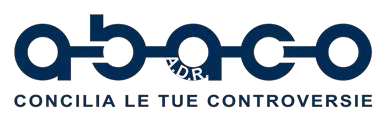 abaco
A.D.R.
CONCILIA LE TUE CONTROVERSIE